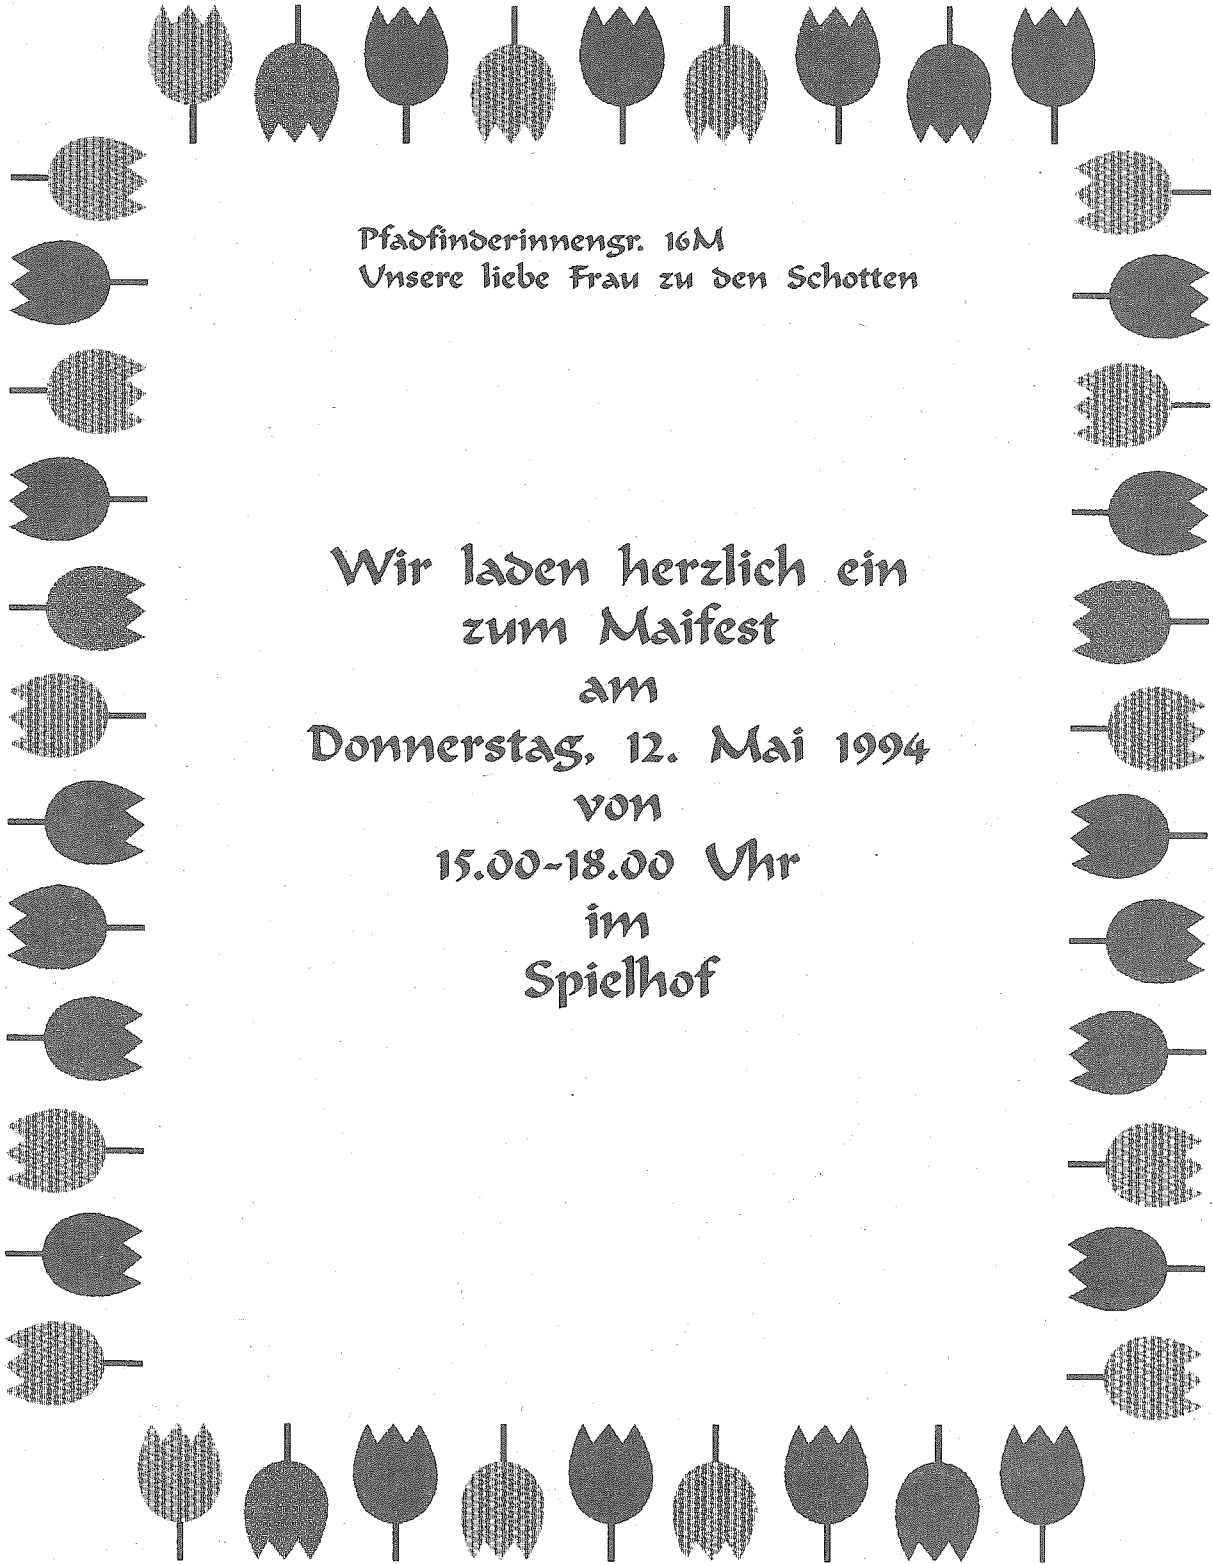 Pfadfinderinnengr. 16M
Unsere liebe Frau zu den Schotten
Wir laden herzlich ein
zum Maifest
am
Donnerstag, 12. Mai 1994
von
15.00-18.00 Uhr
im
Spielhof